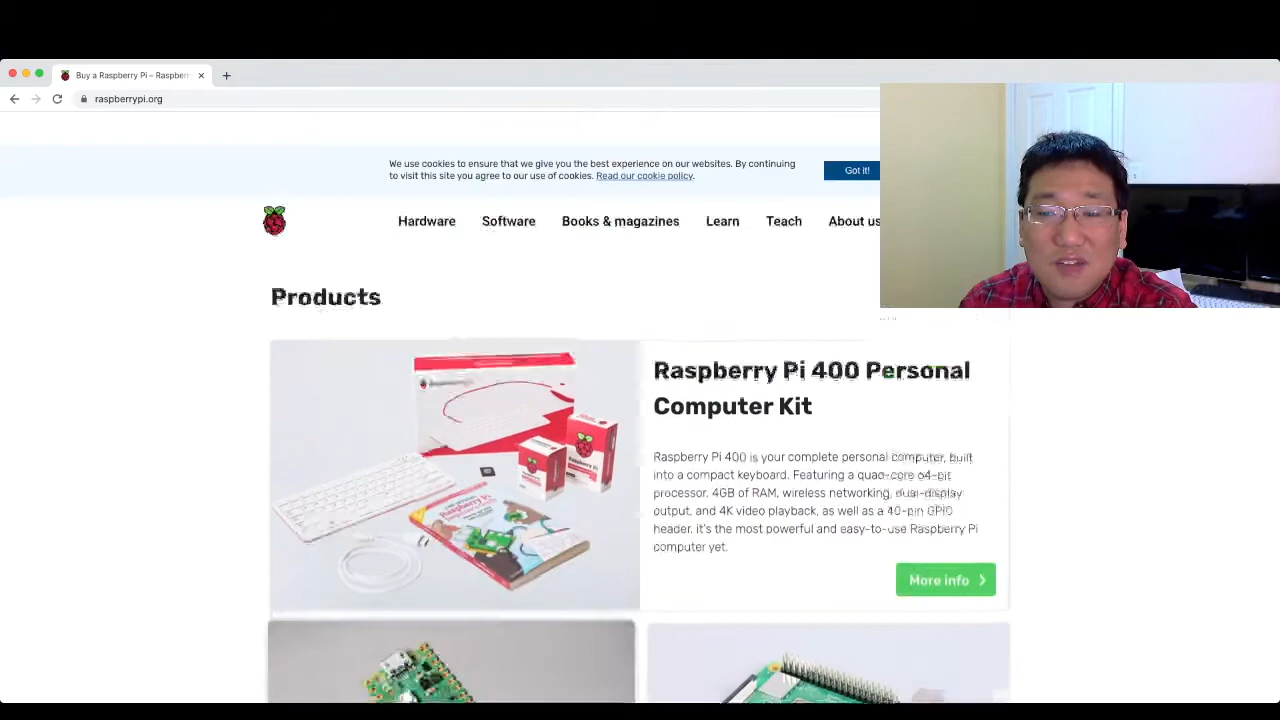 Buy a Raspberry Pi – Raspberr
raspberrypi.org
We use cookies to ensure that we give you the best experience on our websites. By continuing
to visit this site you agree to our use of cookies. Read our cookie policy.
Got it!
Hardware Software Books & magazines Learn Teach About us
Products
Raspberry Pi 400 Personal
Computer Kit
Raspberry Pi 400 is your complete personal computer, built
into a compact keyboard. Featuring a quad-core 64-bit
processor, 4GB of RAM, wireless networking, dual-display
output, and 4K video playback, as well as a 40-pin GPIO
header, it's the most powerful and easy-to-use Raspberry Pi
computer yet.
More info